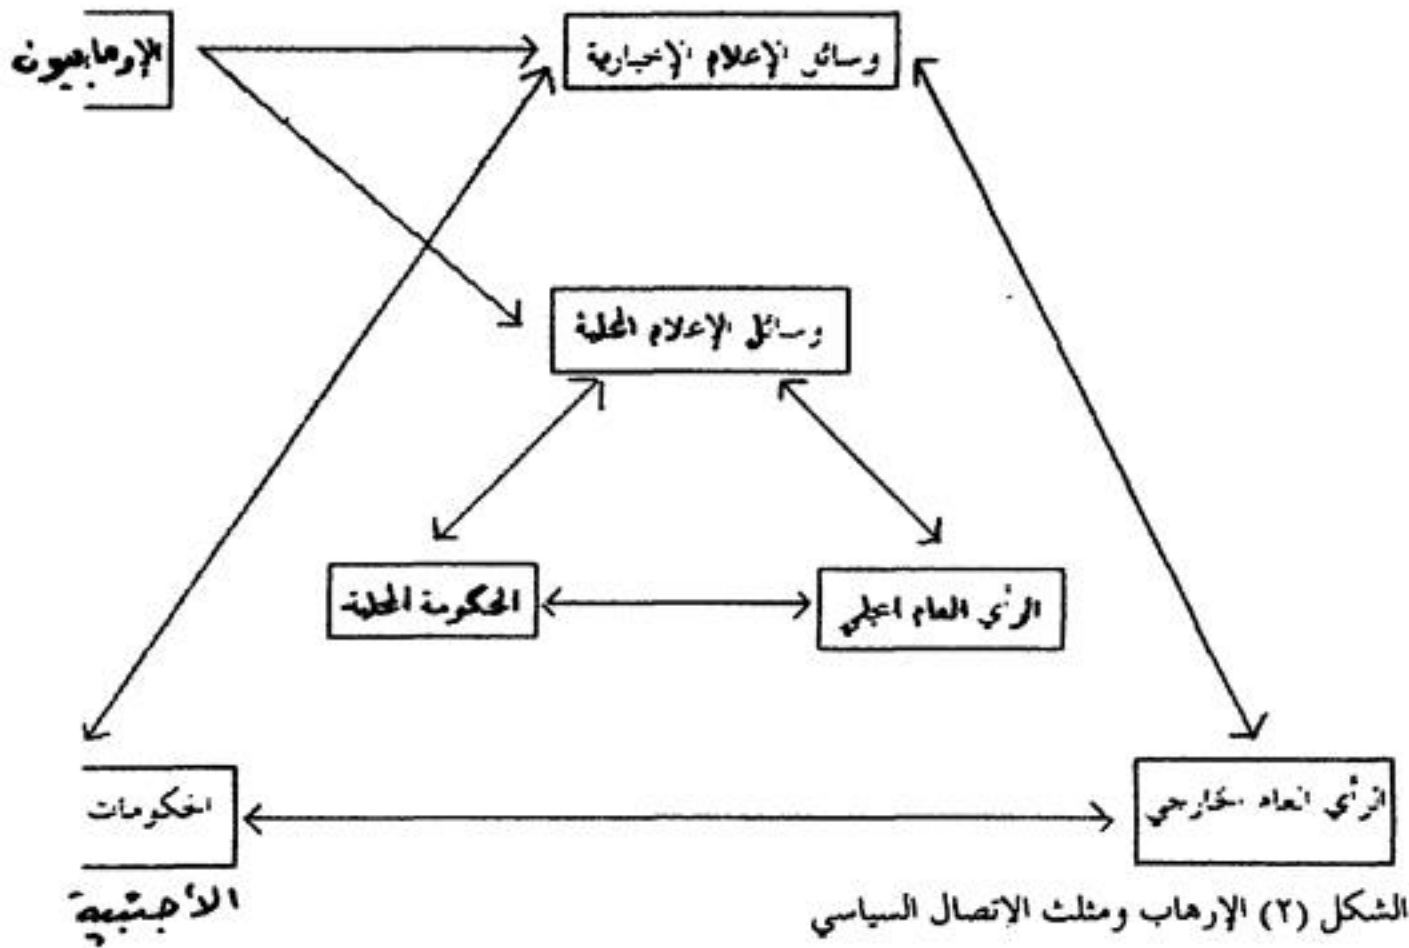 الإرهابيون
وسائل الإعلام الإخبارية
وسائل الإعلام المحلية
الحكومة المحلية
الرأي العام المحلي
الحكومات
الأجنبية
الرأي العام الخارجي
الشكل (٢) الإرهاب ومثلث الاتصال السياسي